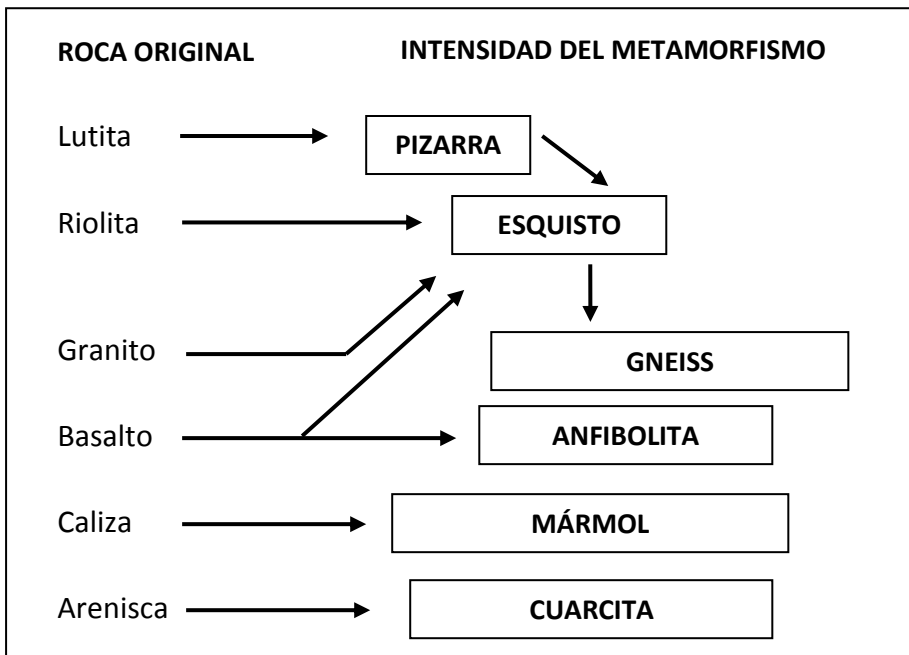 ROCA ORIGINAL INTENSIDAD DEL METAMORFISMO
Lutita PIZARRA
Riolita ESQUISTO
Granito GNEISS
Basalto ANFIBOLITA
Caliza MÁRMOL
Arenisca CUARCITA